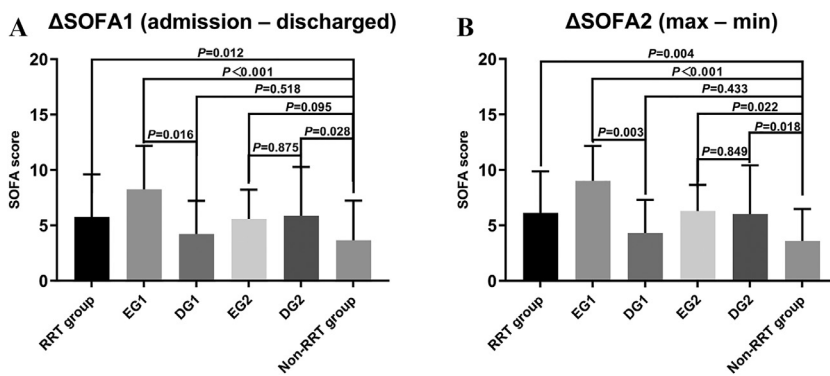 A
ΔSOFA1 (admission – discharged)
SOFA score
20
15
10
5
0
P=0.012
P<0.001
P=0.518
P=0.095
P=0.016
P=0.028
P=0.875
RRT group
EG1
DG1
EG2
DG2
Non-RRT group
B
ΔSOFA2 (max – min)
SOFA score
20
15
10
5
0
P=0.004
P<0.001
P=0.433
P=0.022
P=0.003
P=0.018
P=0.849
RRT group
EG1
DG1
EG2
DG2
Non-RRT group